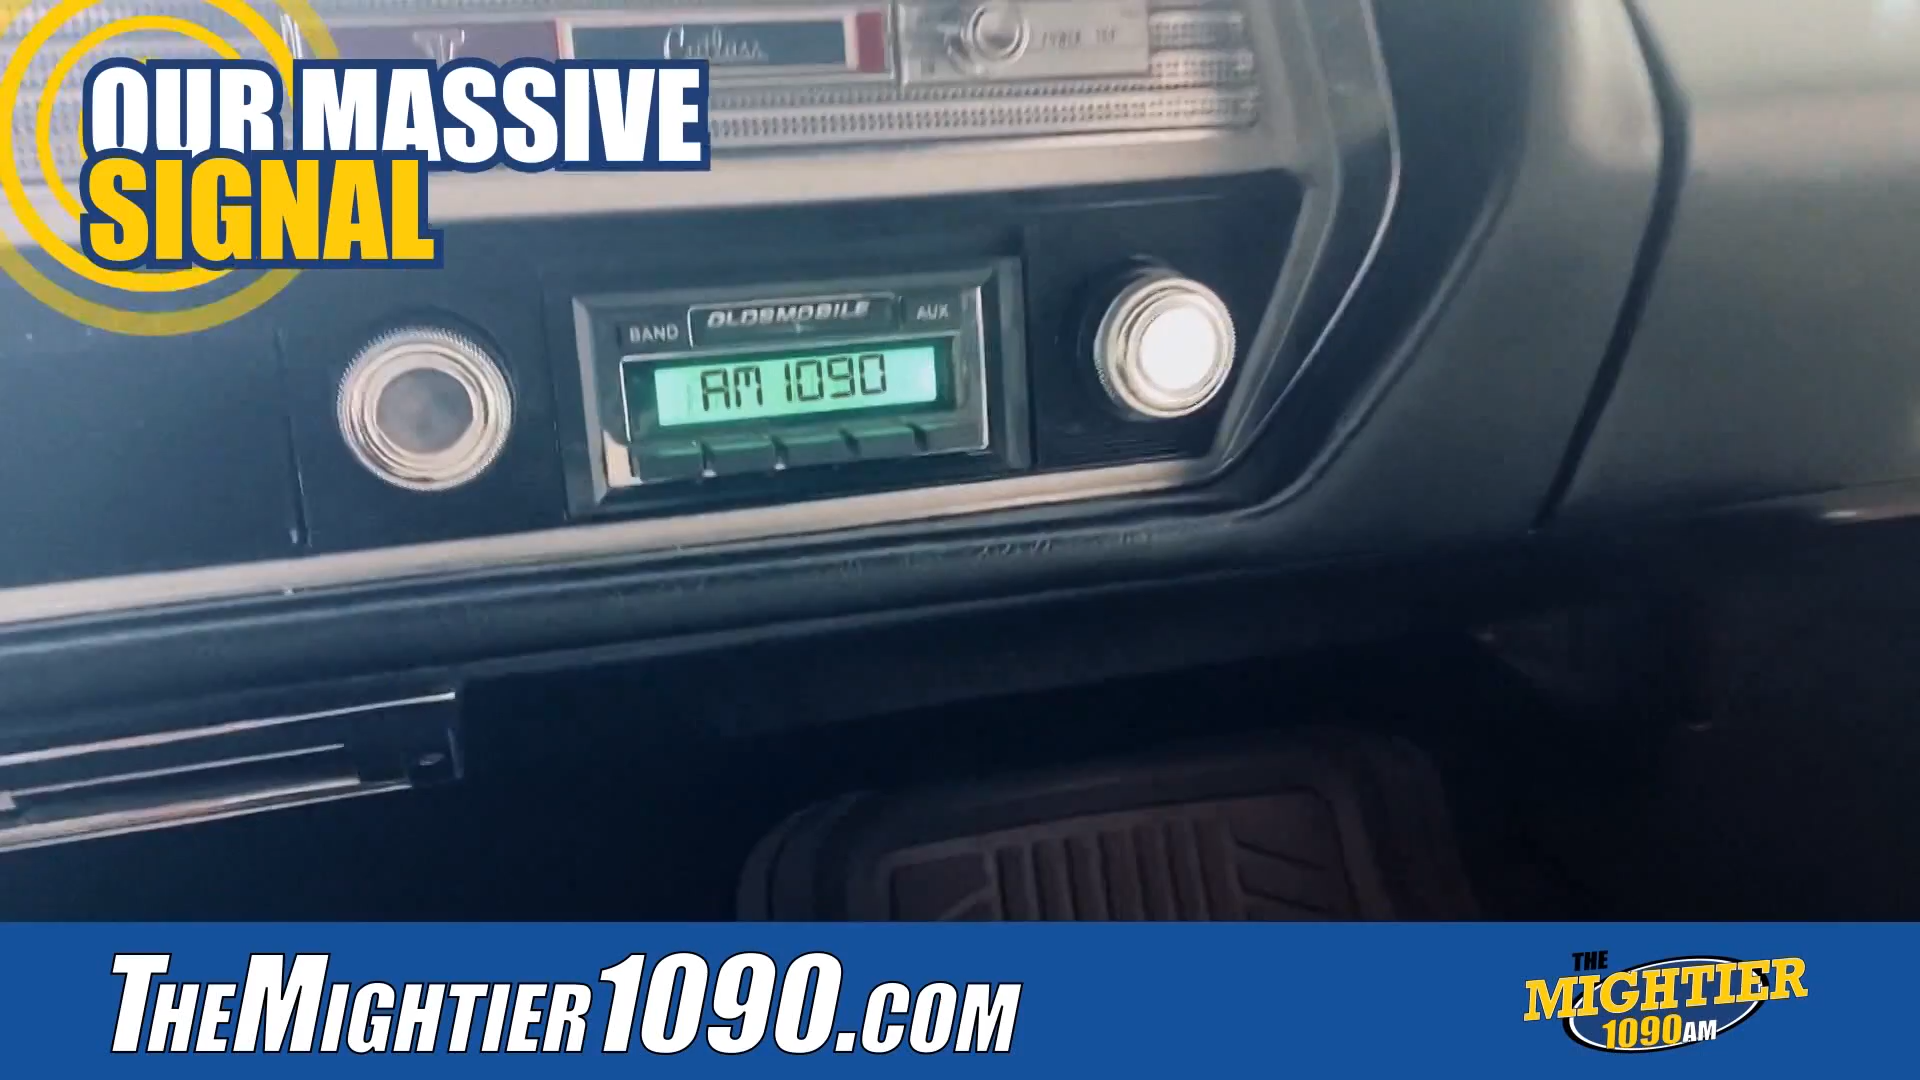 Cutlass
OUR MASSIVE
SIGNAL
OLDSMOBILE
BAND
AUX
AM 1090
TheMightier1090.com
THE
MIGHTIER
1090AM